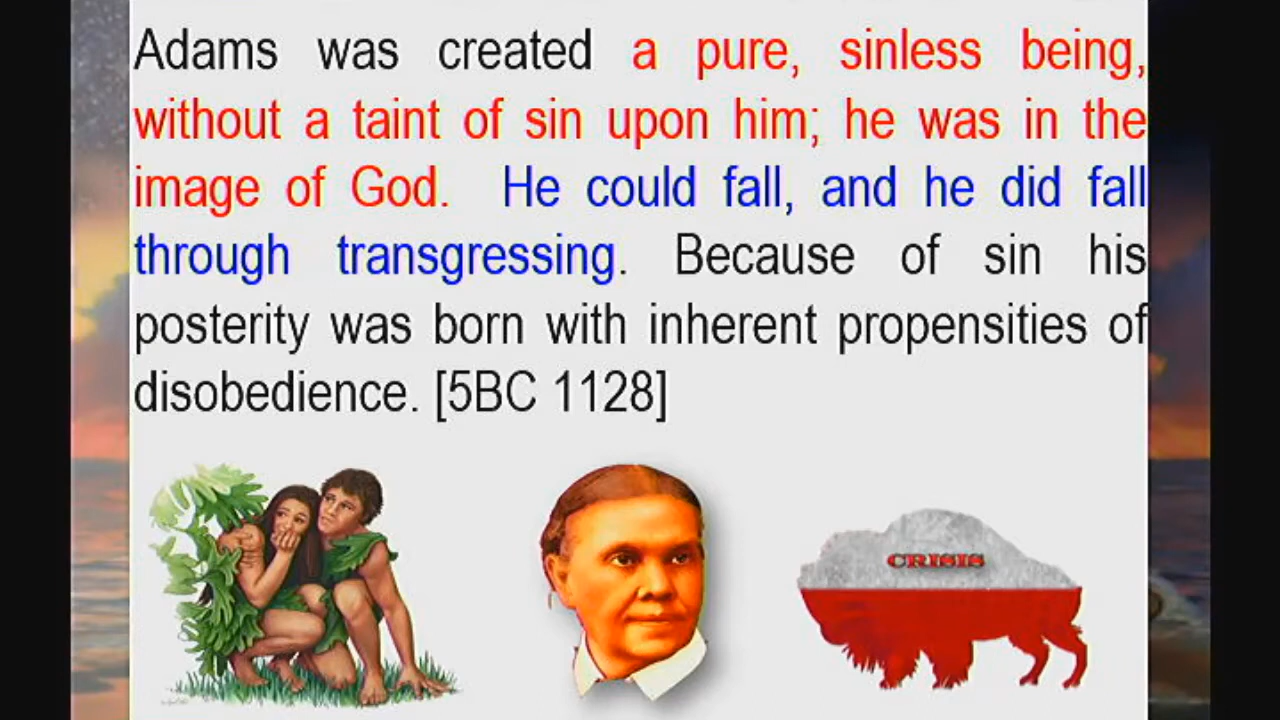 Adams was created a pure, sinless being,
without a taint of sin upon him; he was in the
image of God. He could fall, and he did fall
through transgressing. Because of sin his
posterity was born with inherent propensities of
disobedience. [5BC 1128]
CRISIS